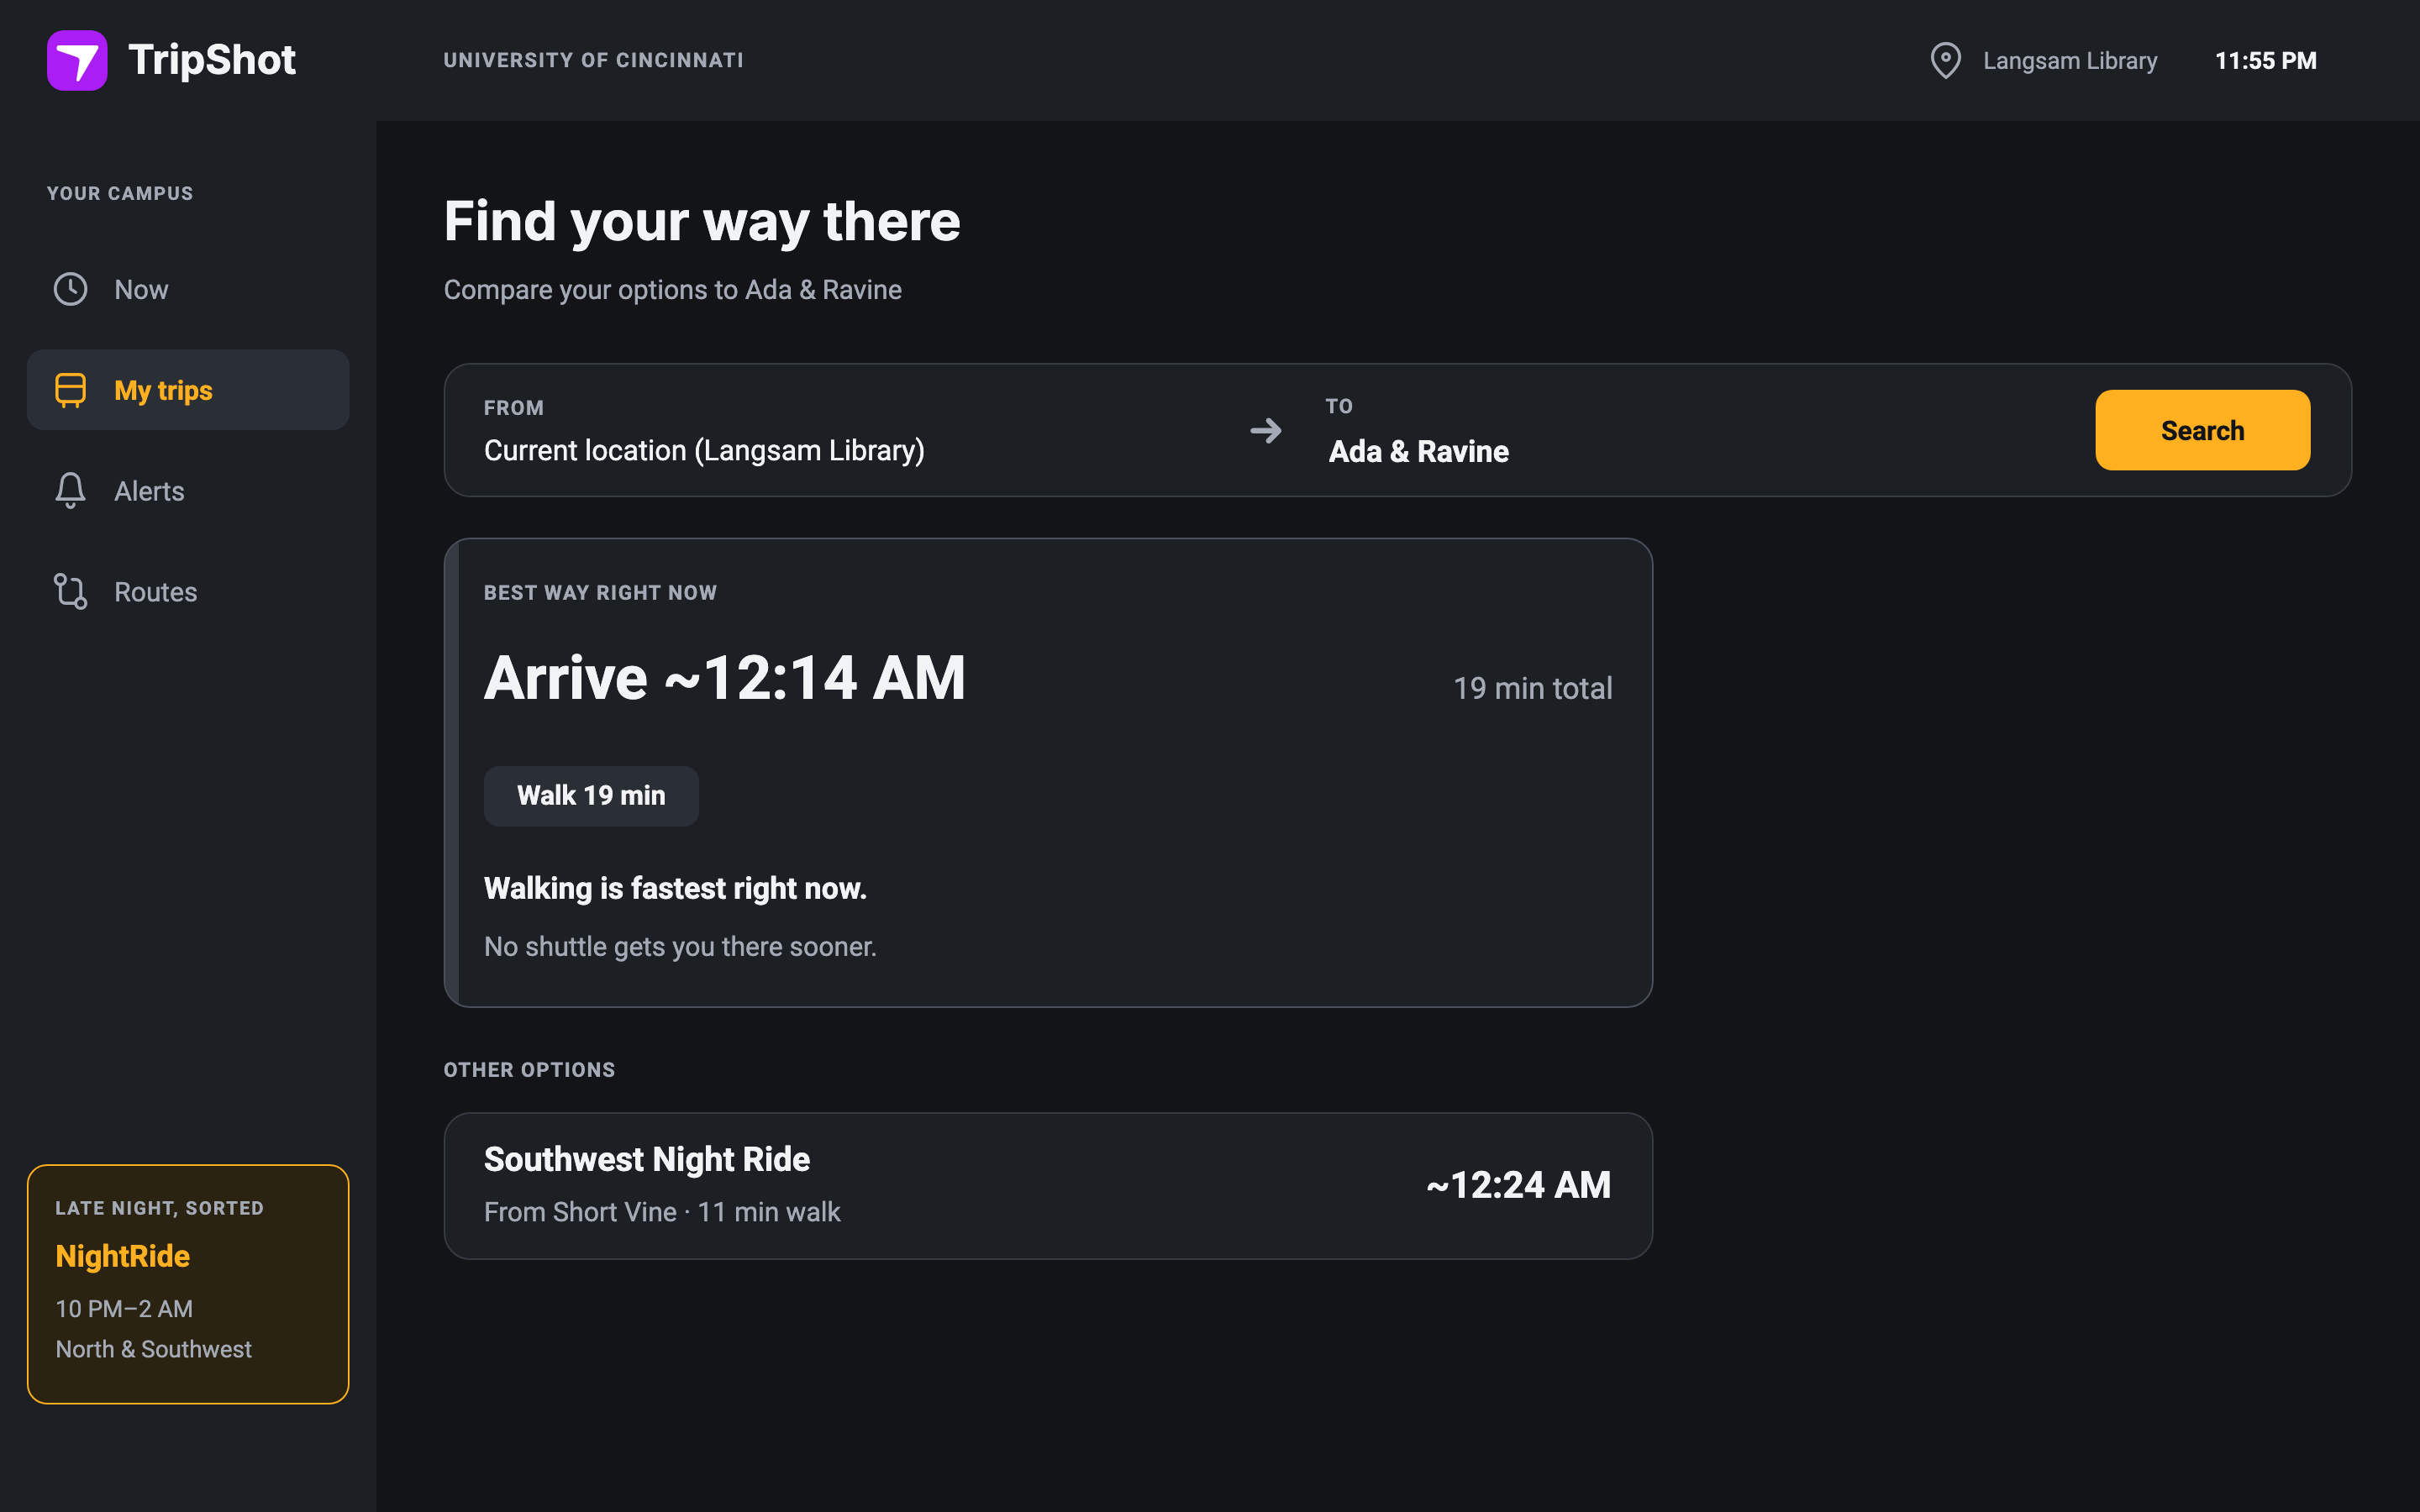 TripShot
UNIVERSITY OF CINCINNATI
Langsam Library
11:55 PM
YOUR CAMPUS
Now
My trips
Alerts
Routes
LATE NIGHT, SORTED
NightRide
10 PM–2 AM
North & Southwest
Find your way there
Compare your options to Ada & Ravine
FROM
Current location (Langsam Library)
TO
Ada & Ravine
Search
BEST WAY RIGHT NOW
Arrive ~12:14 AM
19 min total
Walk 19 min
Walking is fastest right now.
No shuttle gets you there sooner.
OTHER OPTIONS
Southwest Night Ride
From Short Vine · 11 min walk
~12:24 AM